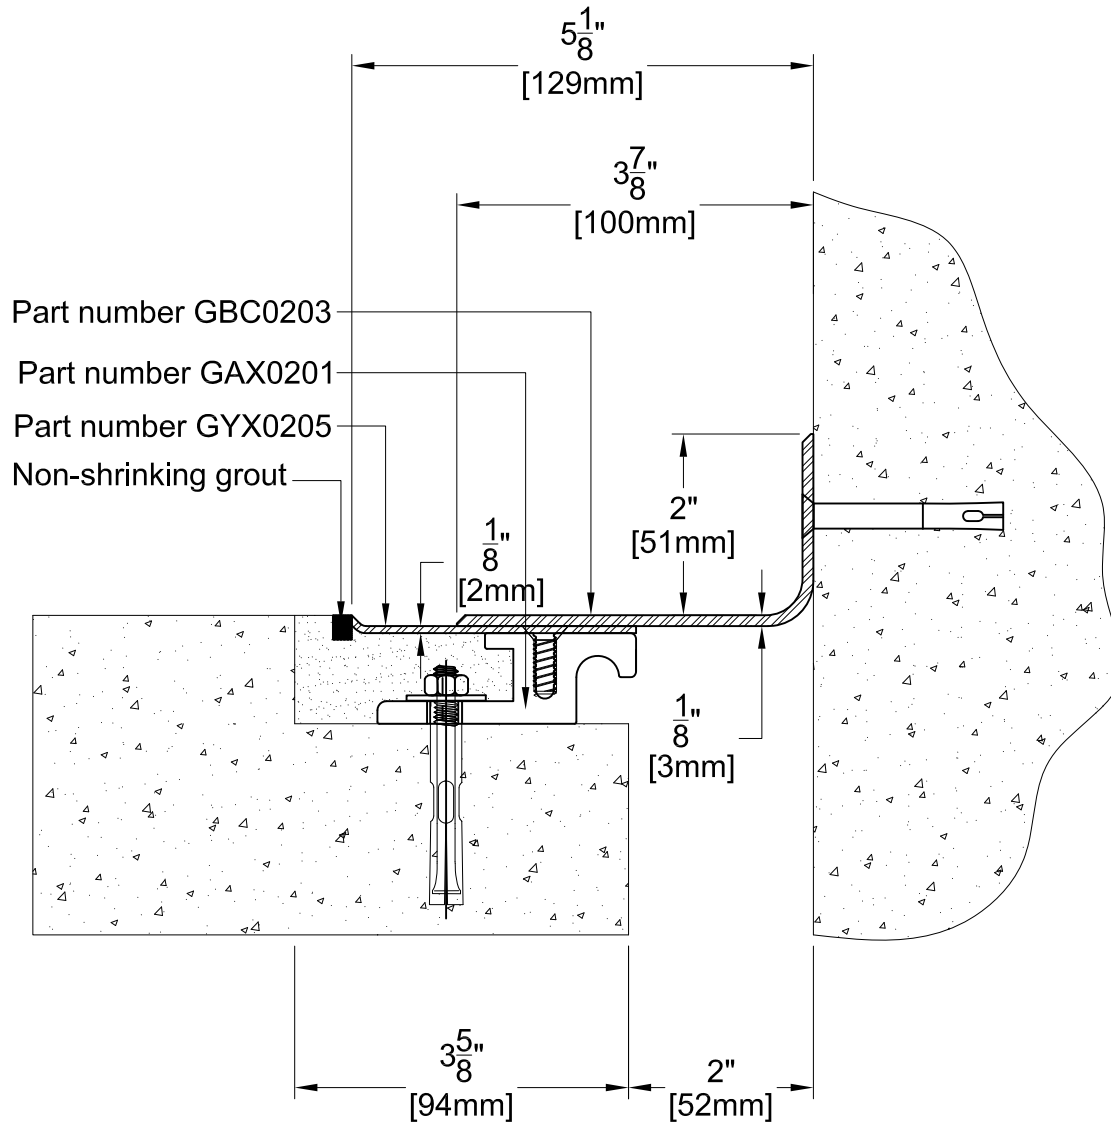 5 1/8"
[129mm]
3 7/8"
[100mm]
Part number GBC0203
Part number GAX0201
Part number GYX0205
Non-shrinking grout
2"
[51mm]
1/8"
[2mm]
1/8"
[3mm]
3 5/8"
[94mm]
2"
[52mm]